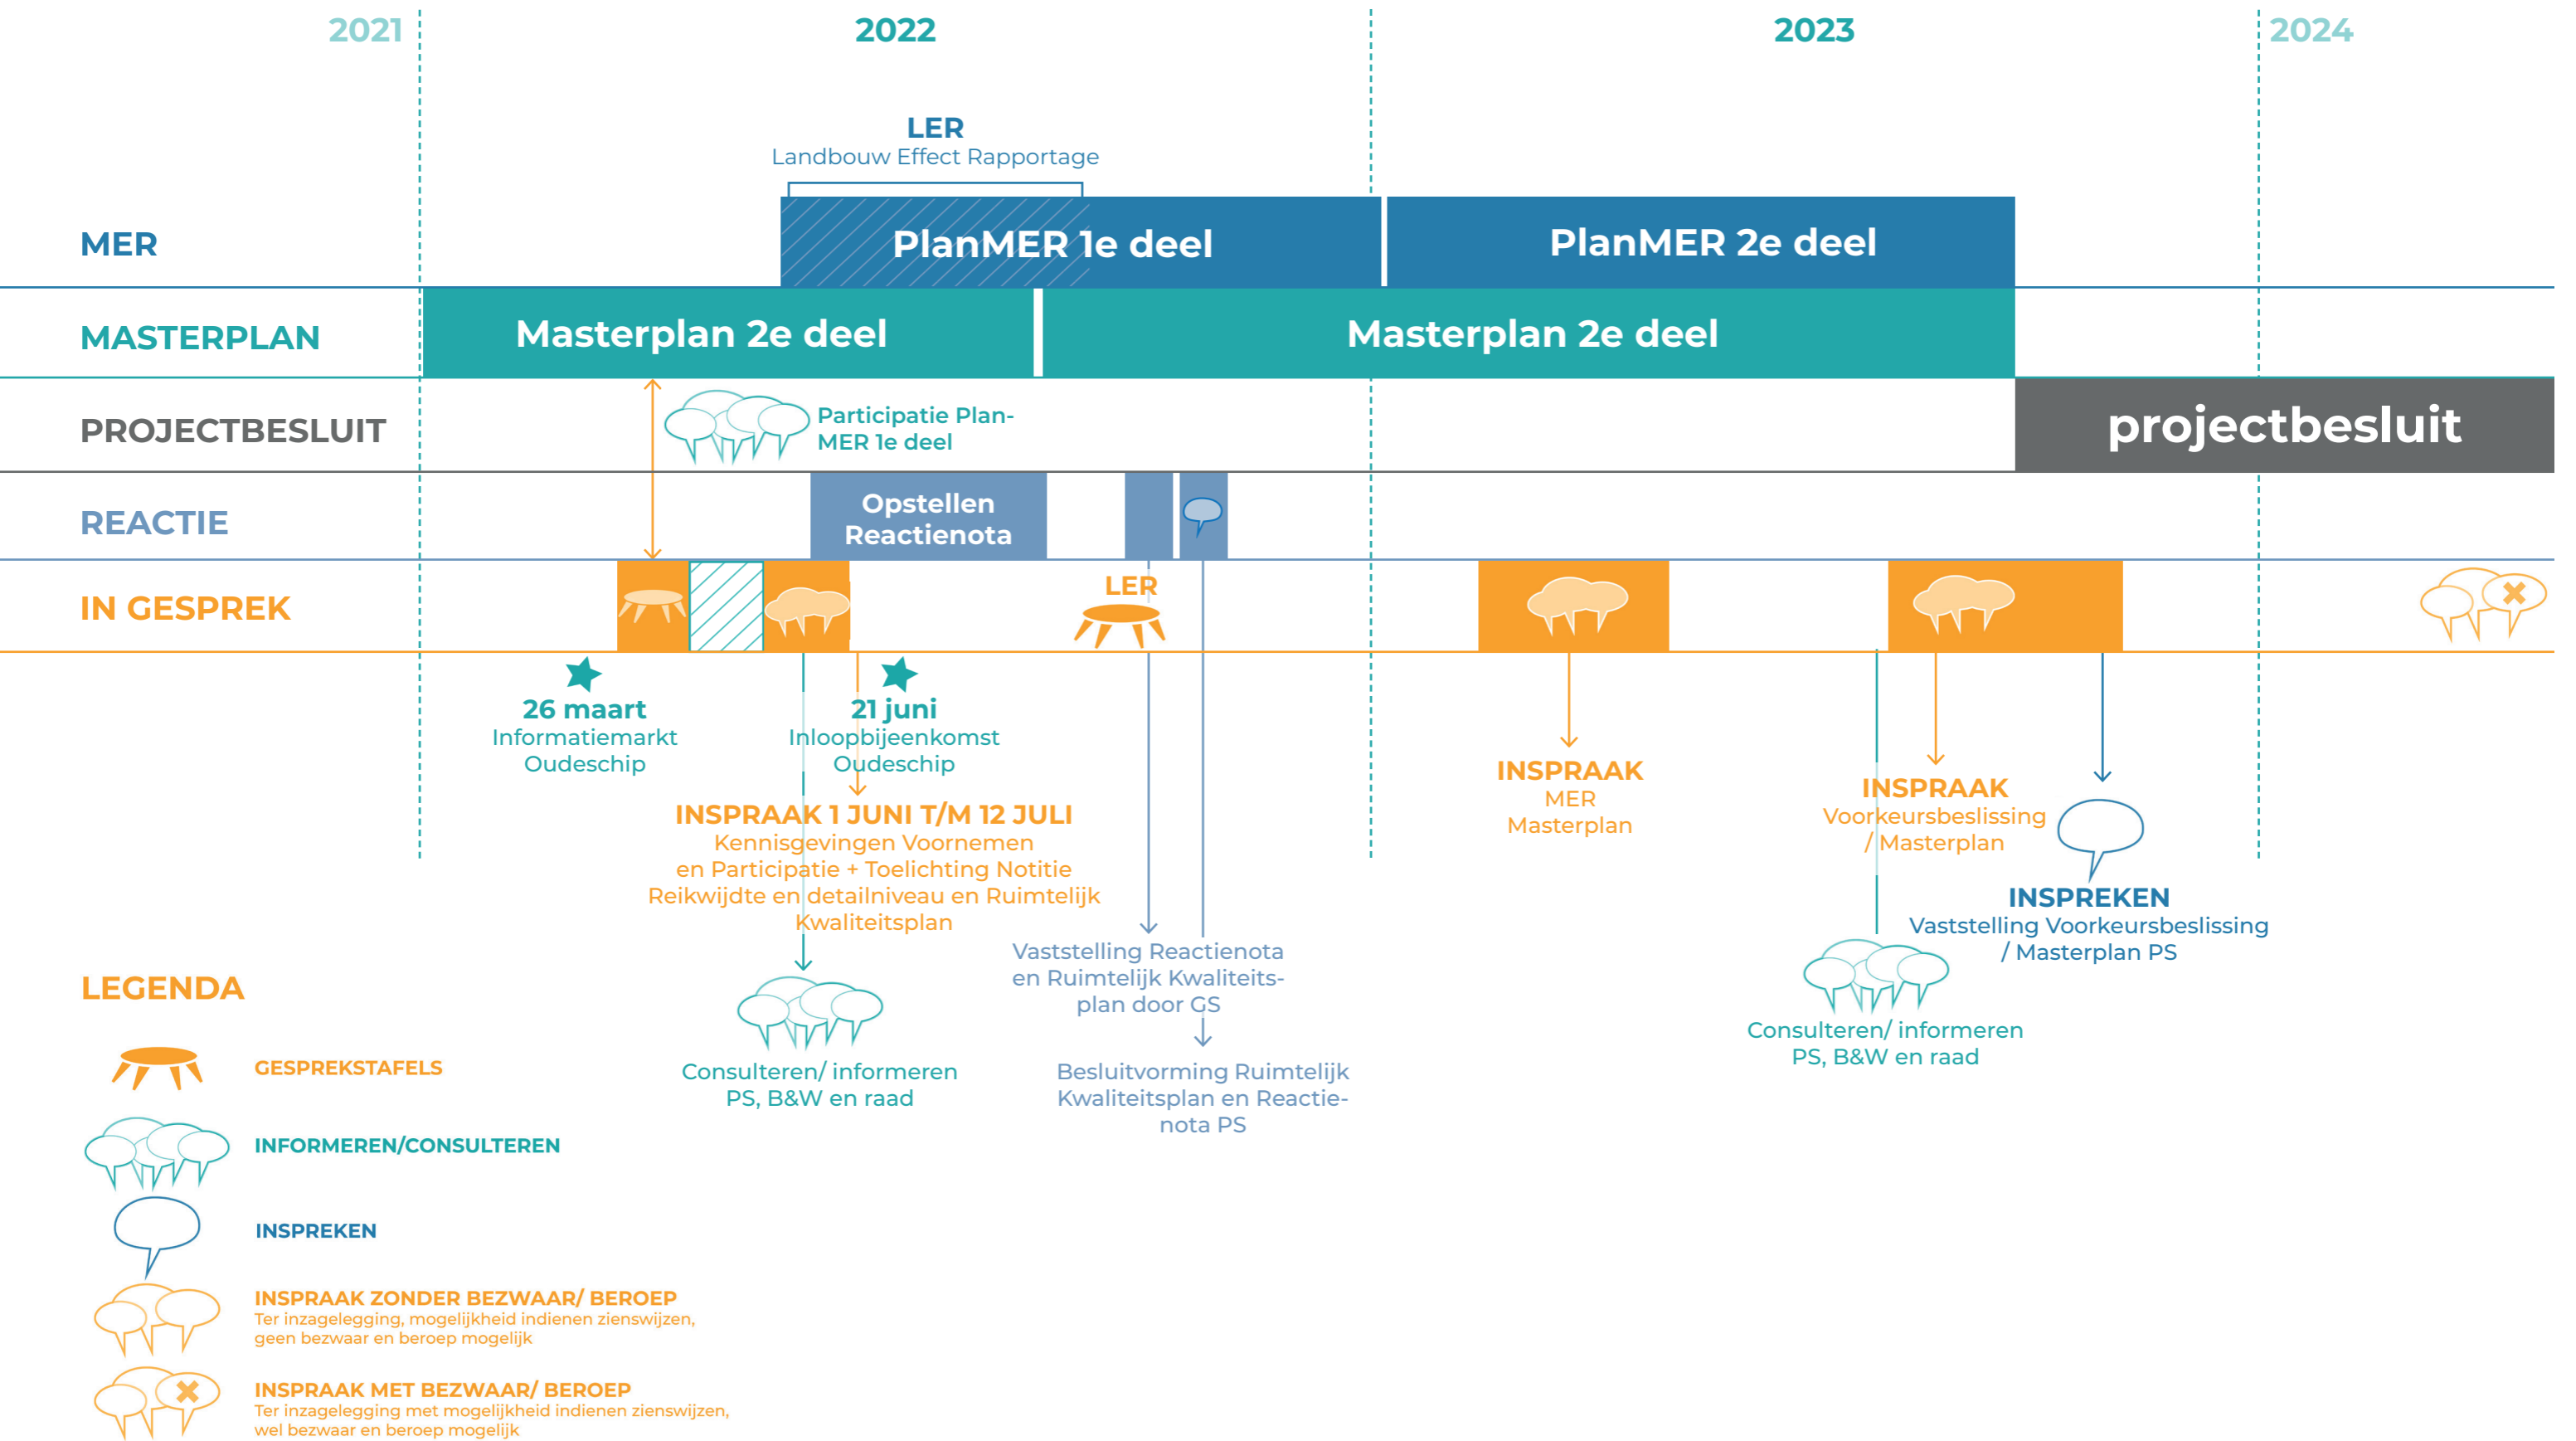 2021
2022
2023
2024
LER
Landbouw Effect Rapportage
MER
PlanMER 1e deel
PlanMER 2e deel
MASTERPLAN
Masterplan 2e deel
Masterplan 2e deel
PROJECTBESLUIT
Participatie Plan-
MER 1e deel
projectbesluit
REACTIE
Opstellen
Reactienota
IN GESPREK
LER
26 maart
Informatiemarkt
Oudeschip
21 juni
Inloopbijeenkomst
Oudeschip
INSPRAAK 1 JUNI T/M 12 JULI
Kennisgevingen Voornemen
en Participatie + Toelichting Notitie
Reikwijdte en detailniveau en Ruimtelijk
Kwaliteitsplan
INSPRAAK
MER
Masterplan
INSPRAAK
Voorkeursbeslissing
/ Masterplan
INSPREKEN
Vaststelling Voorkeursbeslissing
/ Masterplan PS
Vaststelling Reactienota
en Ruimtelijk Kwaliteits-
plan door GS
Consulteren/ informeren
PS, B&W en raad
Besluitvorming Ruimtelijk
Kwaliteitsplan en Reactie-
nota PS
Consulteren/ informeren
PS, B&W en raad
LEGENDA
GESPREKSTAFELS
INFORMEREN/CONSULTEREN
INSPREKEN
INSPRAAK ZONDER BEZWAAR/ BEROEP
Ter inzagelegging, mogelijkheid indienen zienswijzen,
geen bezwaar en beroep mogelijk
INSPRAAK MET BEZWAAR/ BEROEP
Ter inzagelegging met mogelijkheid indienen zienswijzen,
wel bezwaar en beroep mogelijk